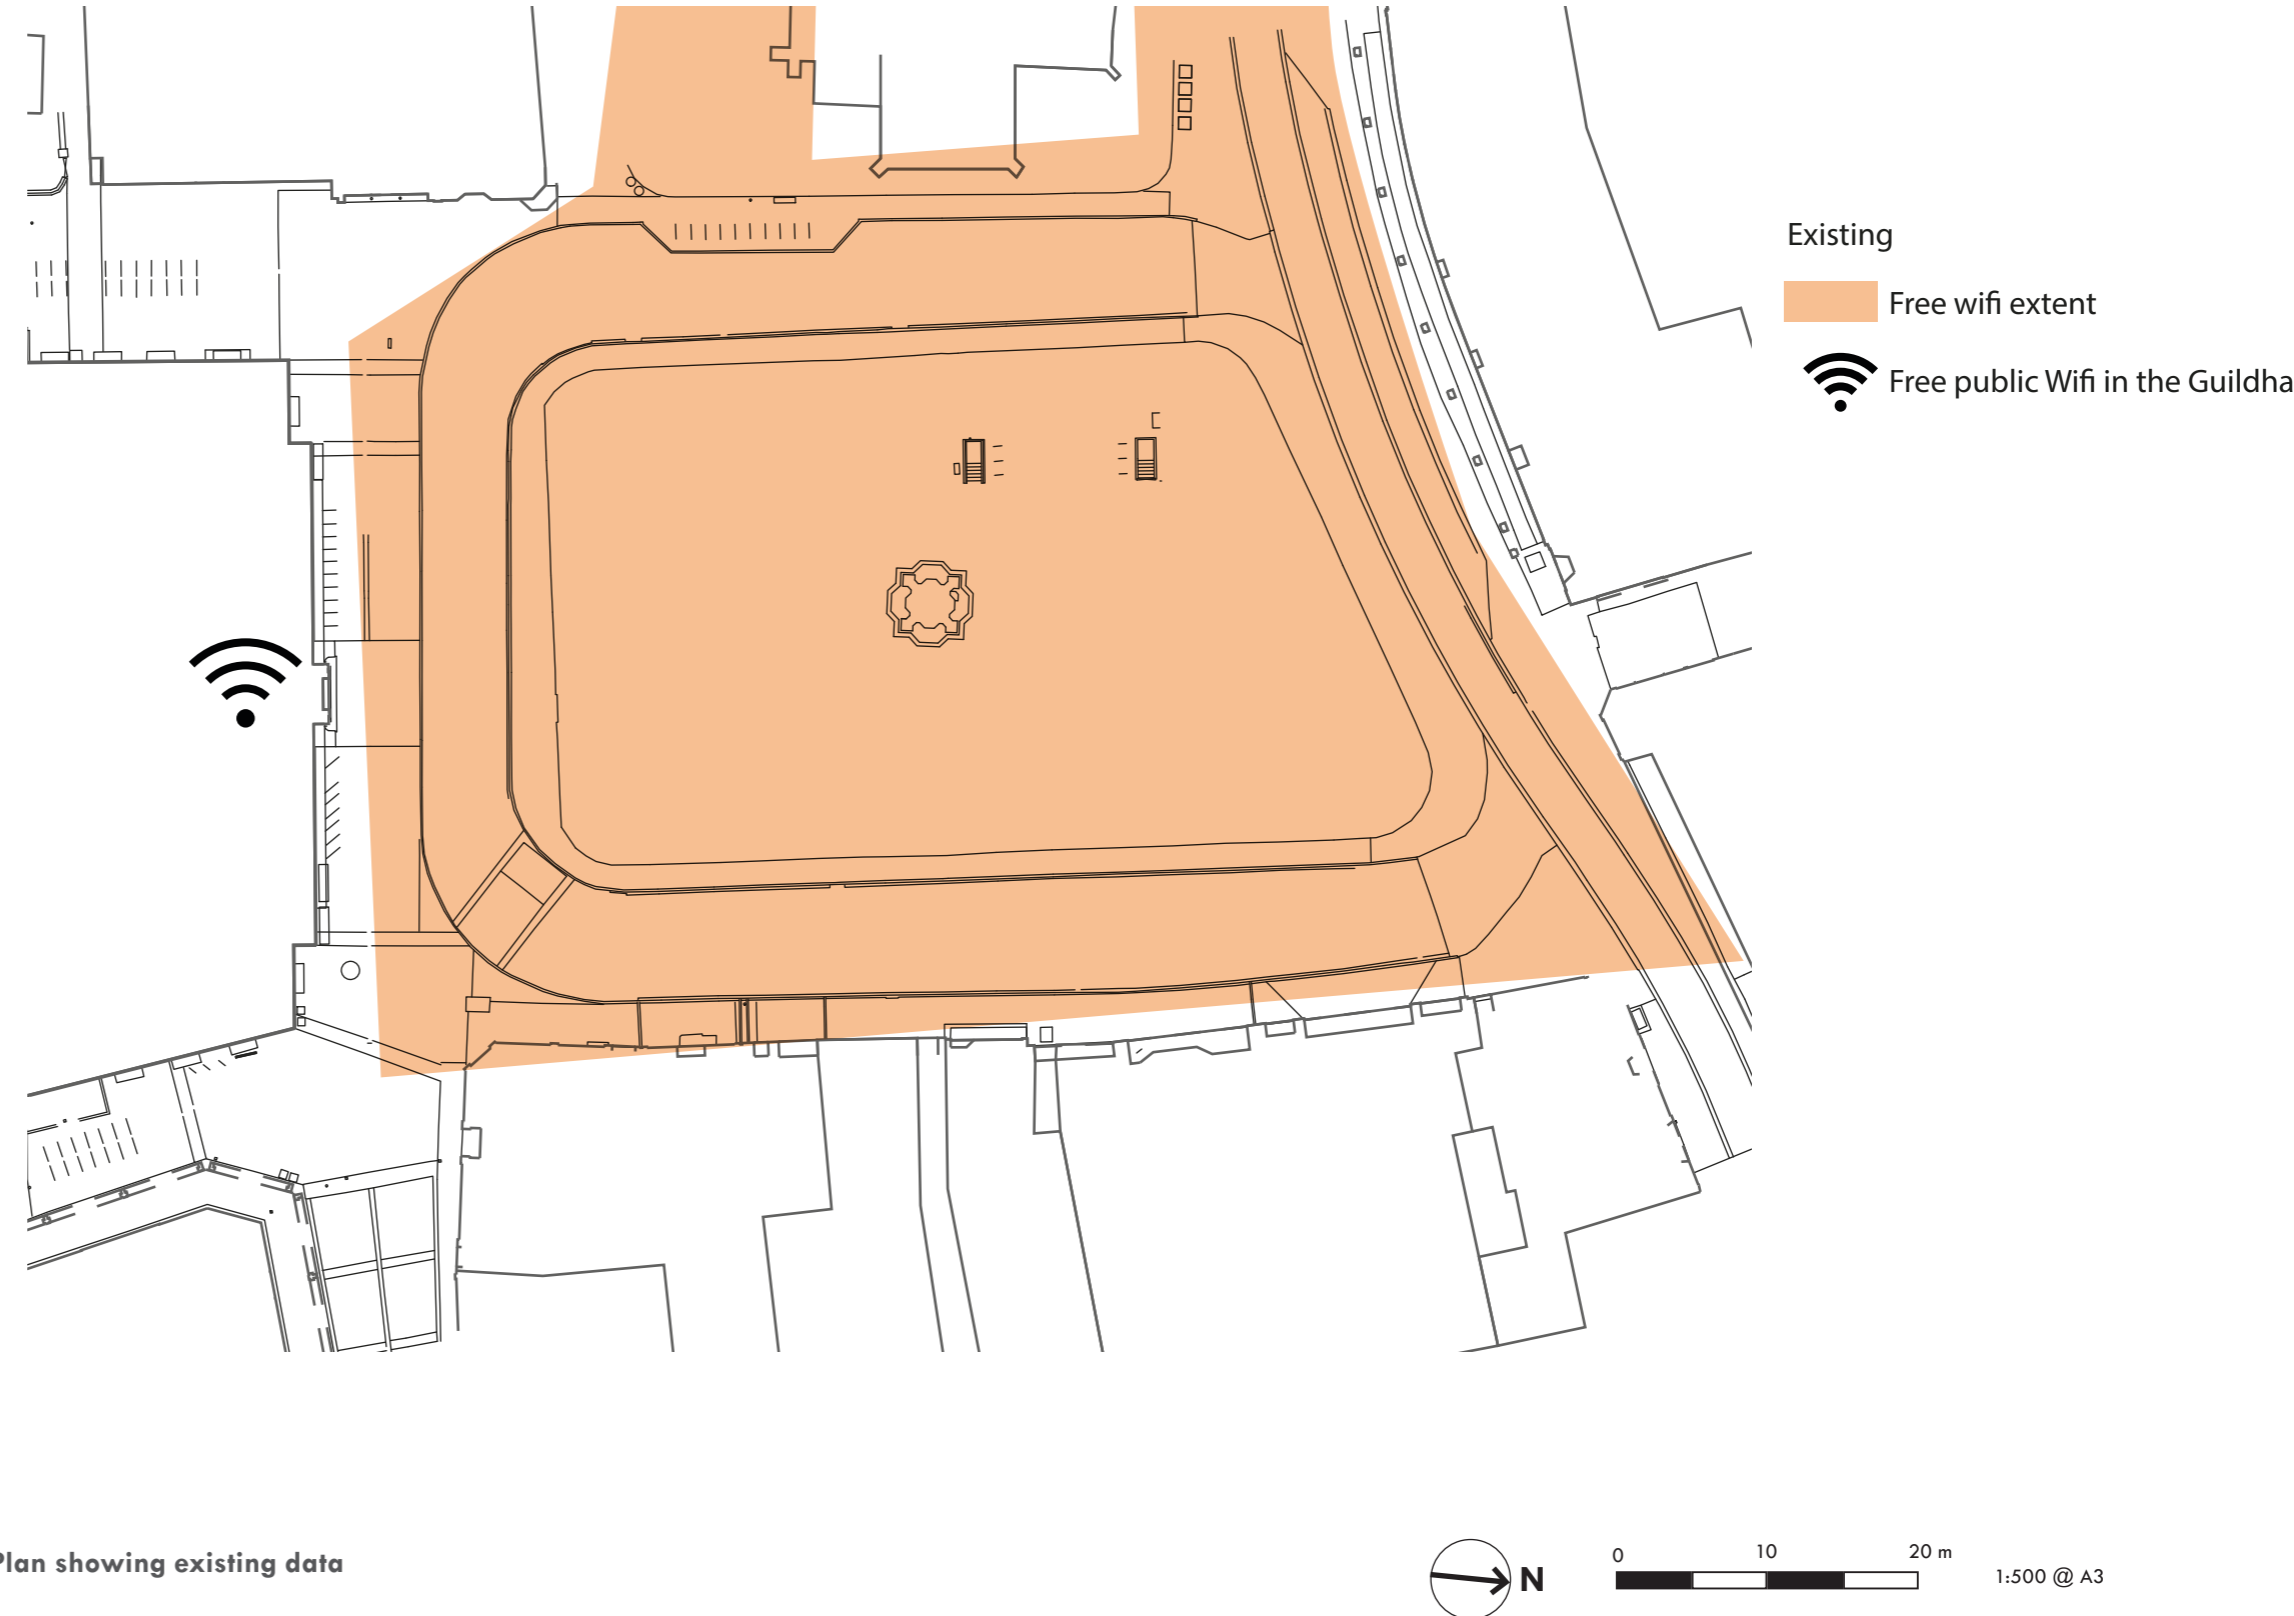 Existing
Free wifi extent
Free public Wifi in the Guildha
Plan showing existing data
N
0 10 20 m
1:500 @ A3